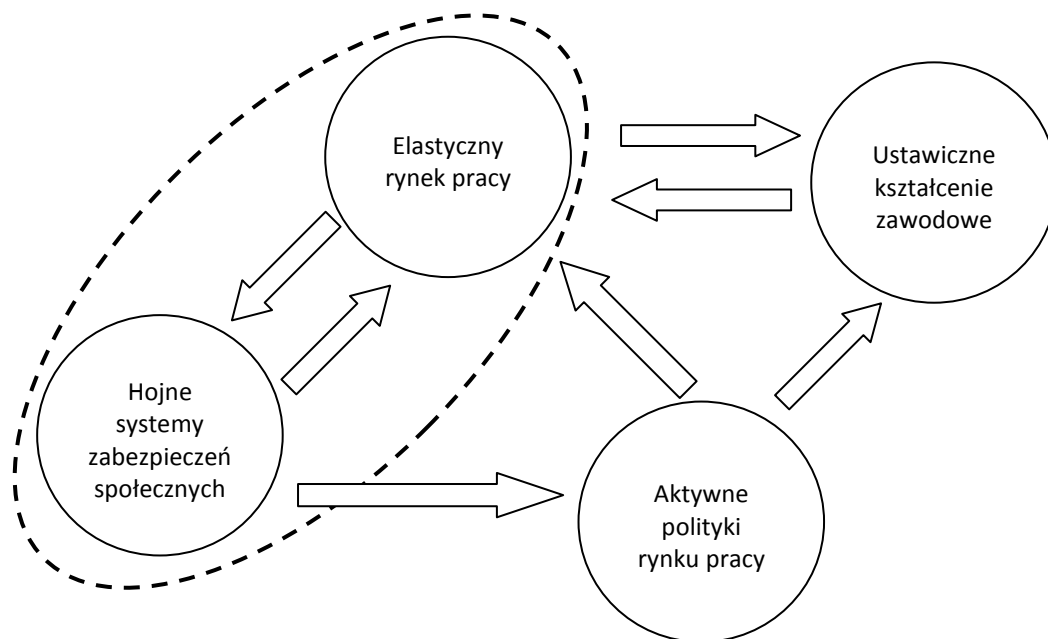 Elastyczny
rynek pracy
Ustawiczne
kształcenie
zawodowe
Hojne
systemy
zabezpieczeń
społecznych
Aktywne
polityki
rynku pracy